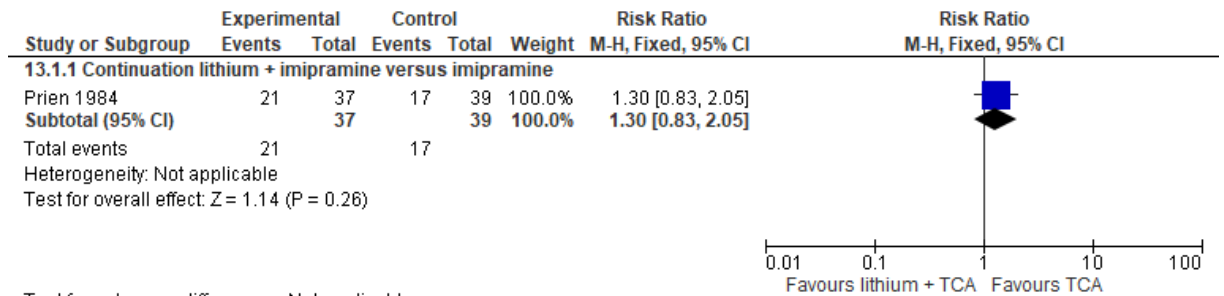 Experimental Control Risk Ratio Risk Ratio
Study or Subgroup Events Total Events Total Weight M-H, Fixed, 95% CI M-H, Fixed, 95% CI
13.1.1 Continuation lithium + imipramine versus imipramine
Prien 1984 21 37 17 39 100.0% 1.30 [0.83, 2.05]
Subtotal (95% CI) 37 39 100.0% 1.30 [0.83, 2.05]
Total events 21 17
Heterogeneity: Not applicable
Test for overall effect: Z = 1.14 (P = 0.26)
0.01 0.1 1 10 100
Favours lithium + TCA Favours TCA